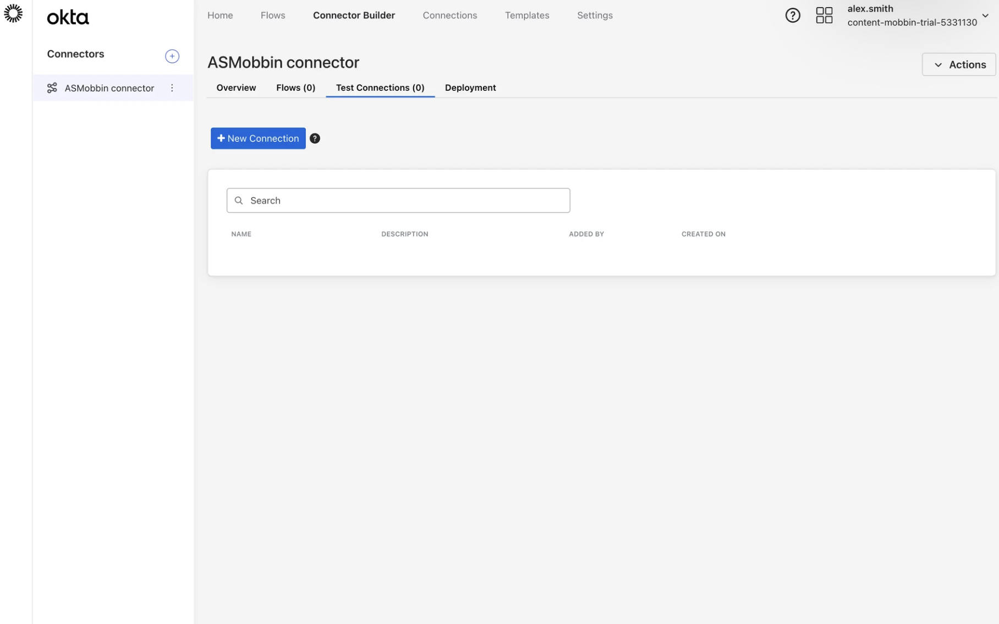 okta
Home
Flows
Connector Builder
Connections
Templates
Settings
alex.smith
content-mobbin-trial-5331130
Connectors
ASMobbin connector
ASMobbin connector
Actions
Overview
Flows (0)
Test Connections (0)
Deployment
New Connection
Search
NAME
DESCRIPTION
ADDED BY
CREATED ON